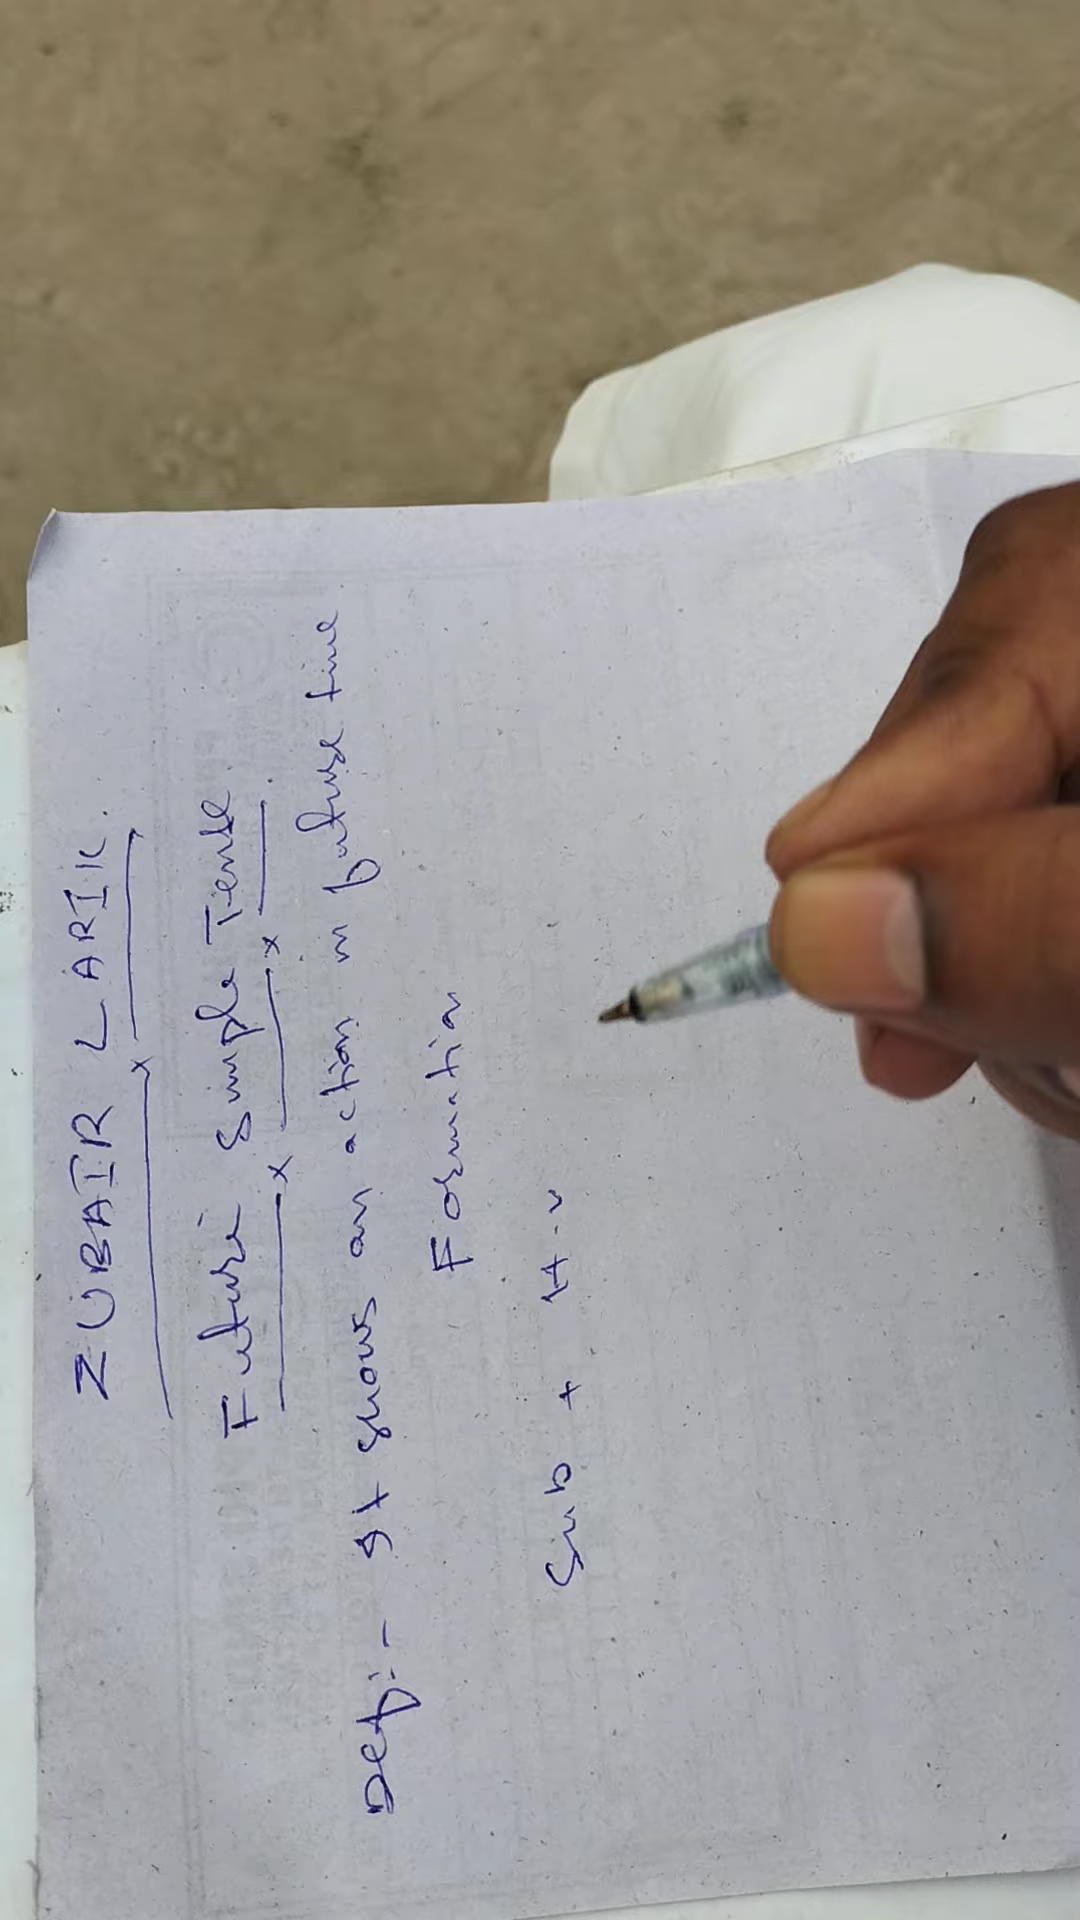 ZUBAIR LARIK.
Future Simple Tense.
Def:- It shows an action in future time
Formation
Sub + H.v